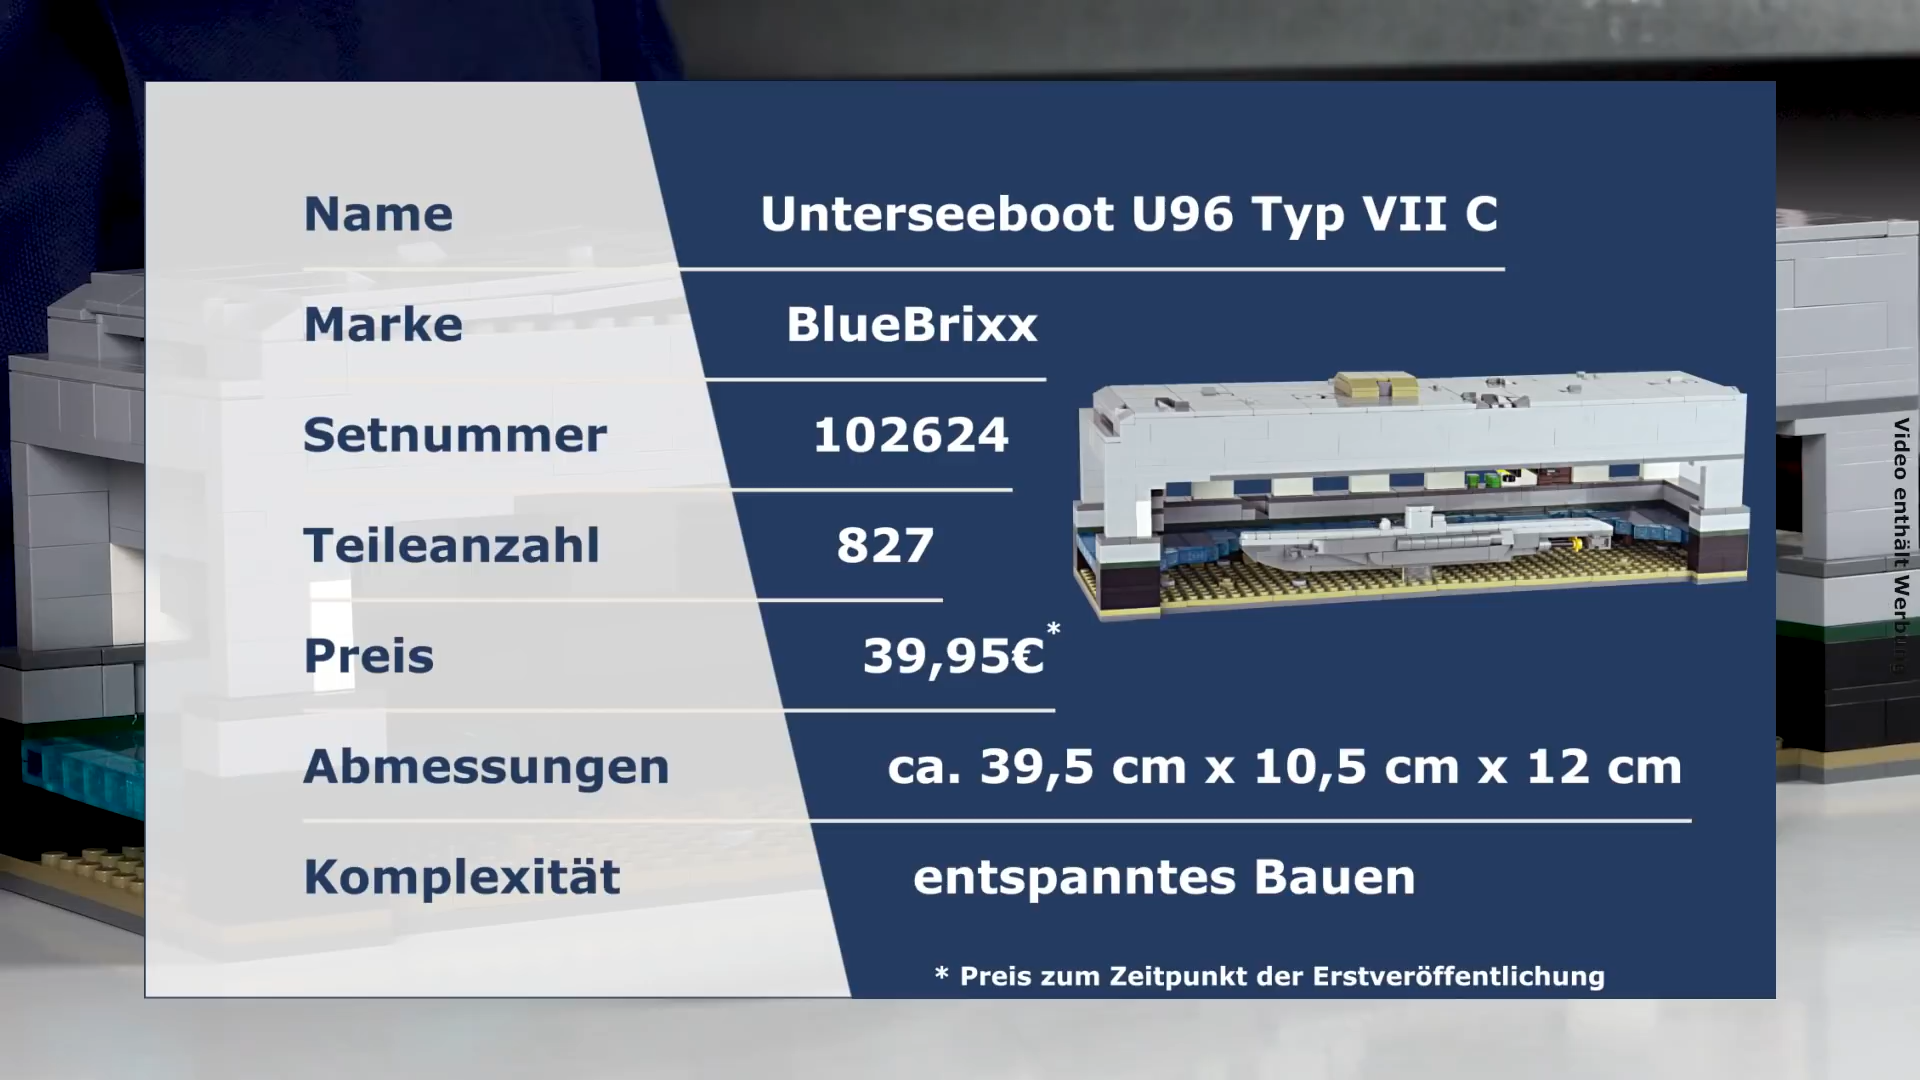 Name Unterseeboot U96 Typ VII C
Marke BlueBrixx
Setnummer 102624
Teileanzahl 827
Preis 39,95€*
Abmessungen ca. 39,5 cm x 10,5 cm x 12 cm
Komplexität entspanntes Bauen
* Preis zum Zeitpunkt der Erstveröffentlichung
Video enthält Werbung